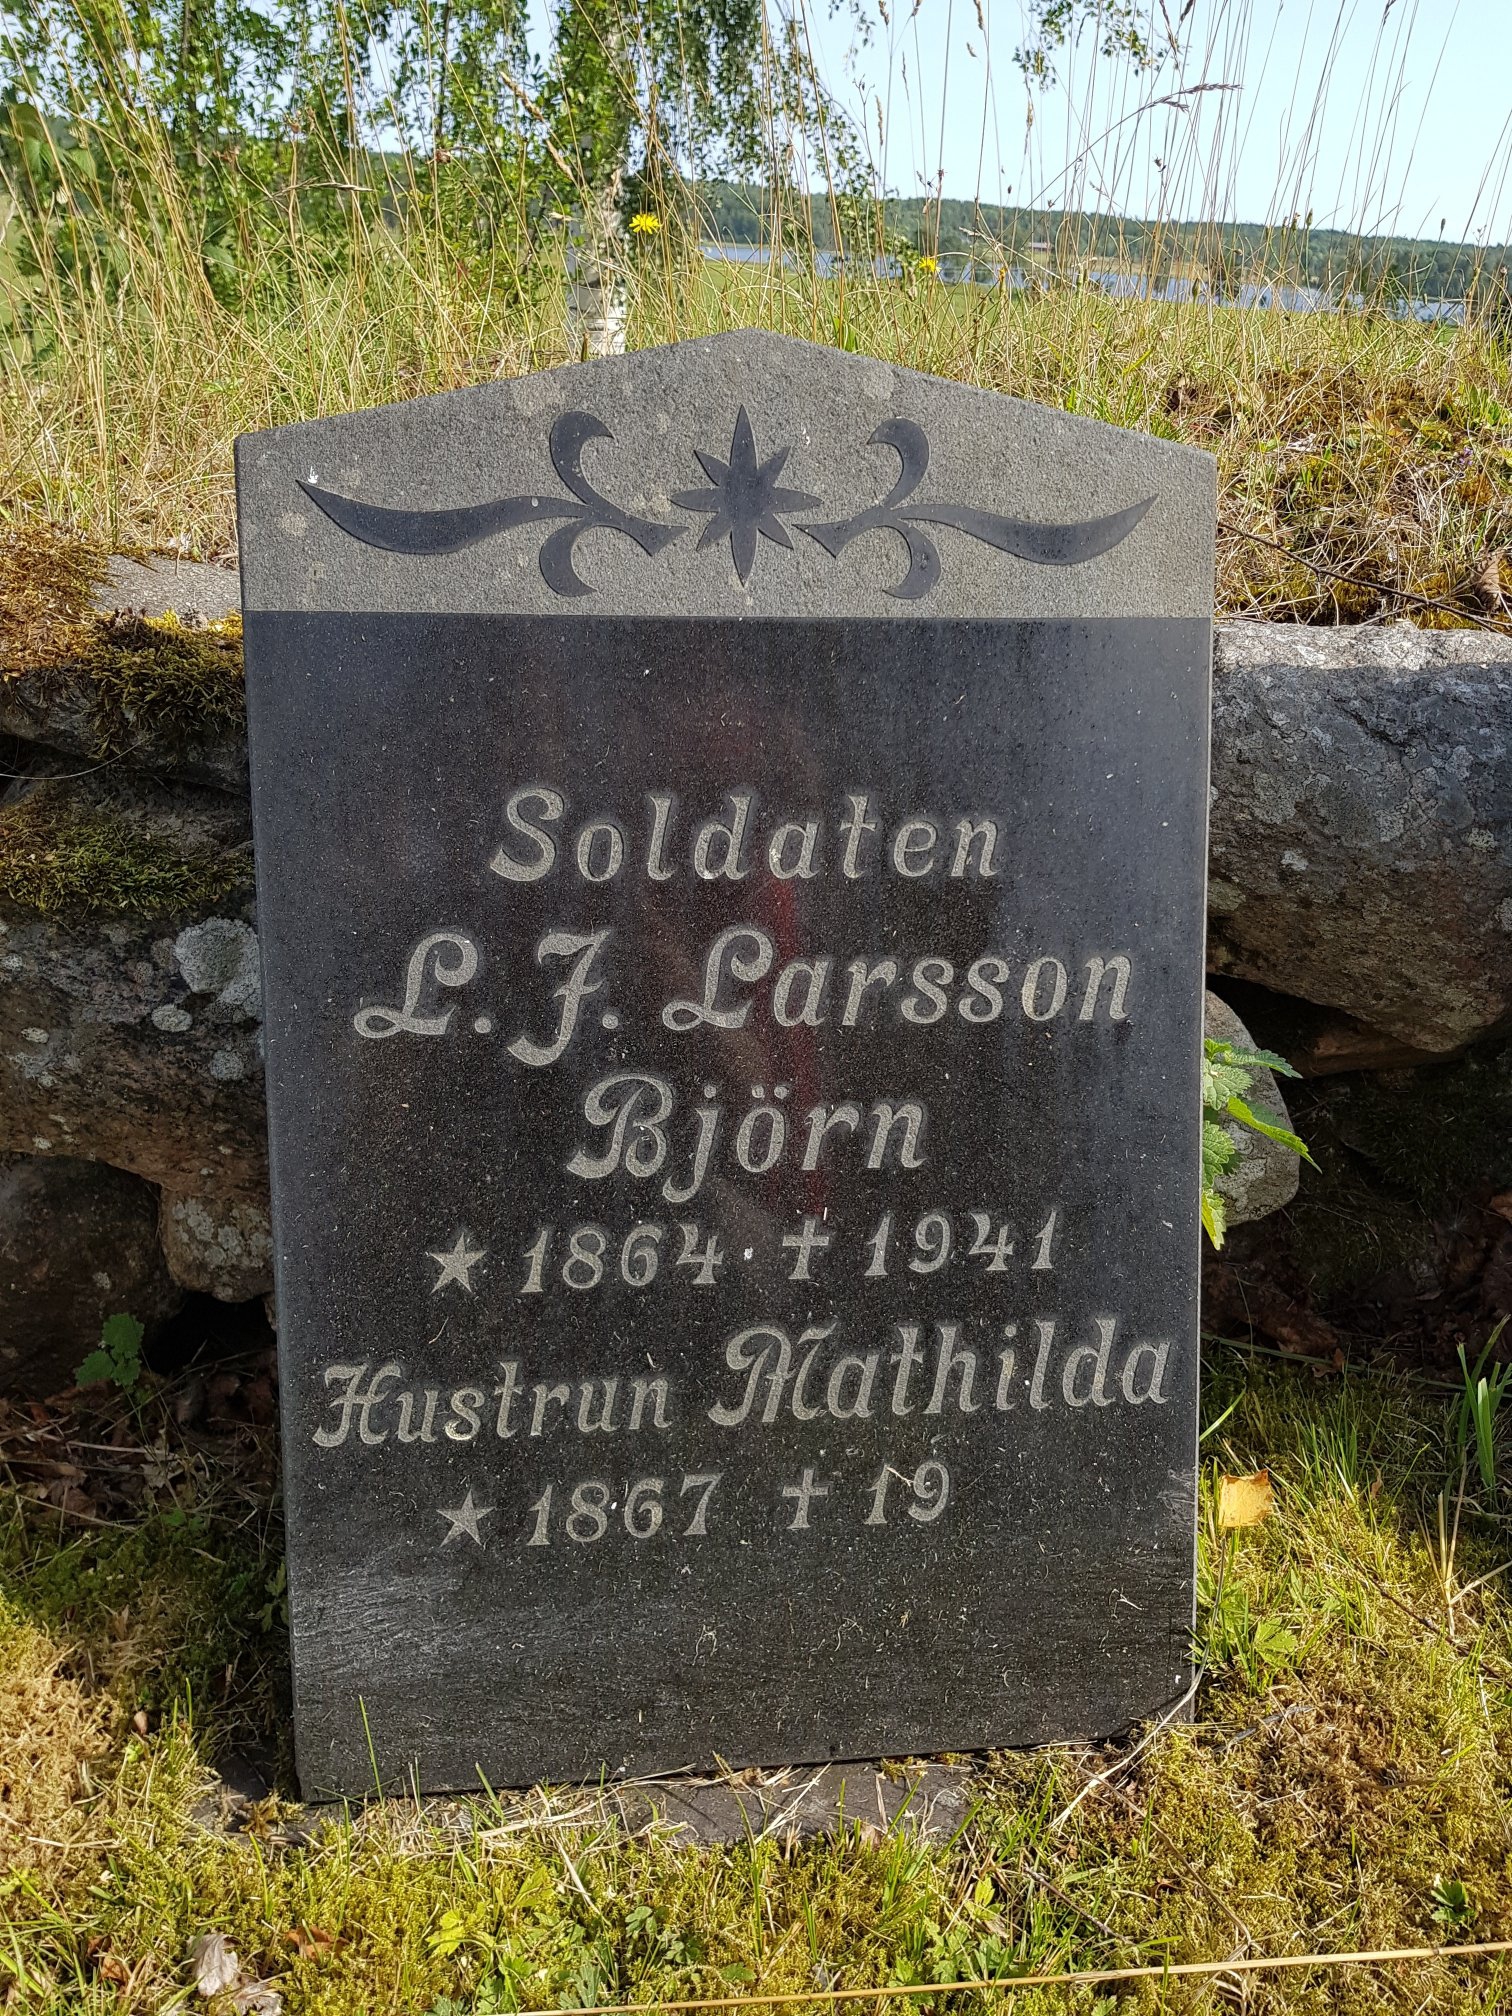 Soldaten
L. J. Larsson
Björn
★ 1864 ✝ 1941
Hustrun Mathilda
★ 1867 ✝ 19